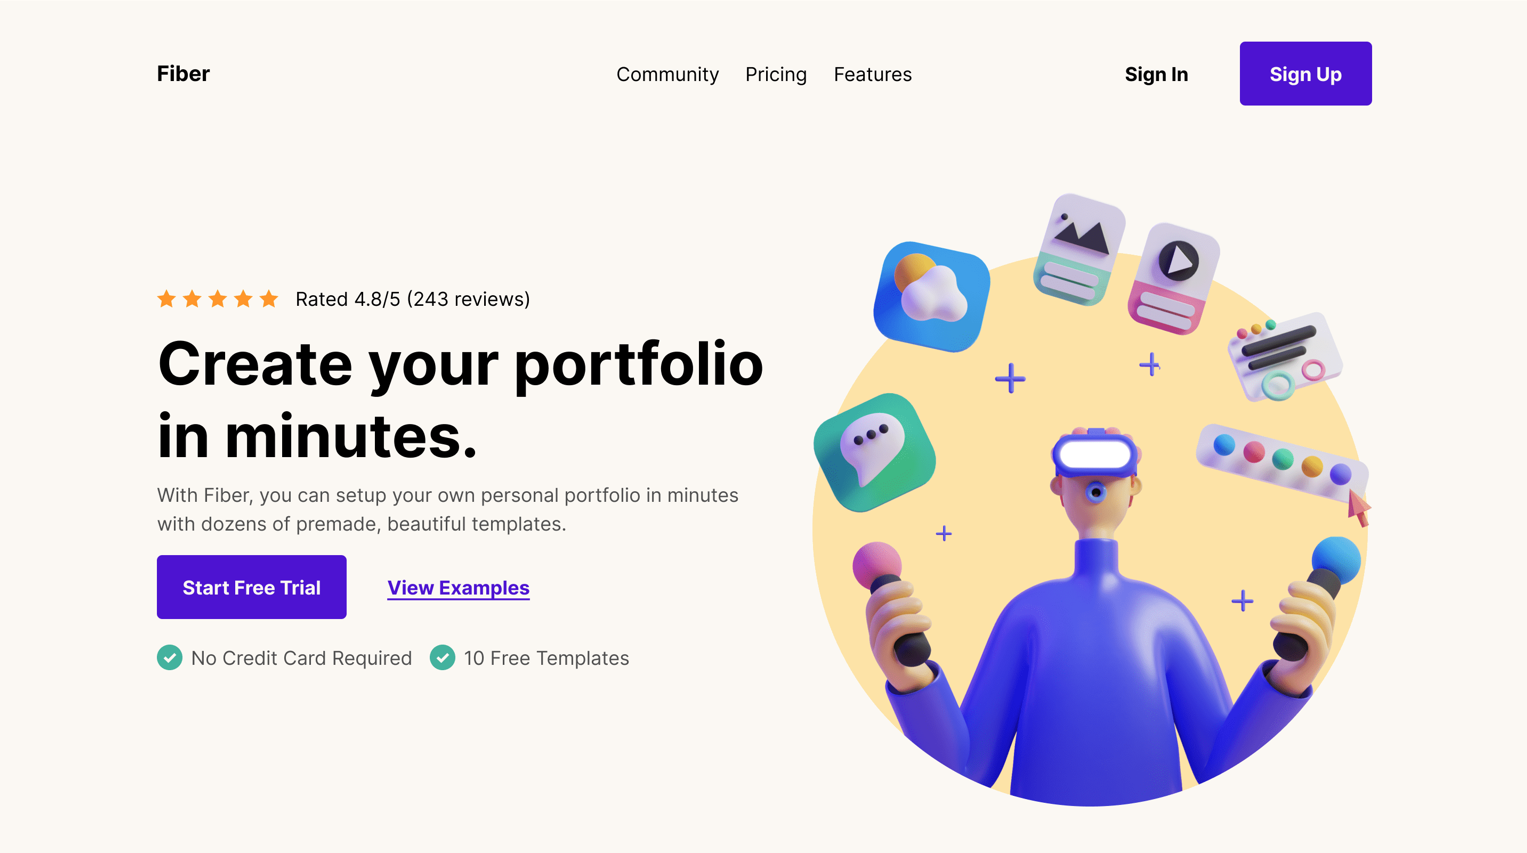 Fiber
Community Pricing Features
Sign In
Sign Up
Rated 4.8/5 (243 reviews)
Create your portfolio
in minutes.
With Fiber, you can setup your own personal portfolio in minutes
with dozens of premade, beautiful templates.
Start Free Trial
View Examples
No Credit Card Required
10 Free Templates